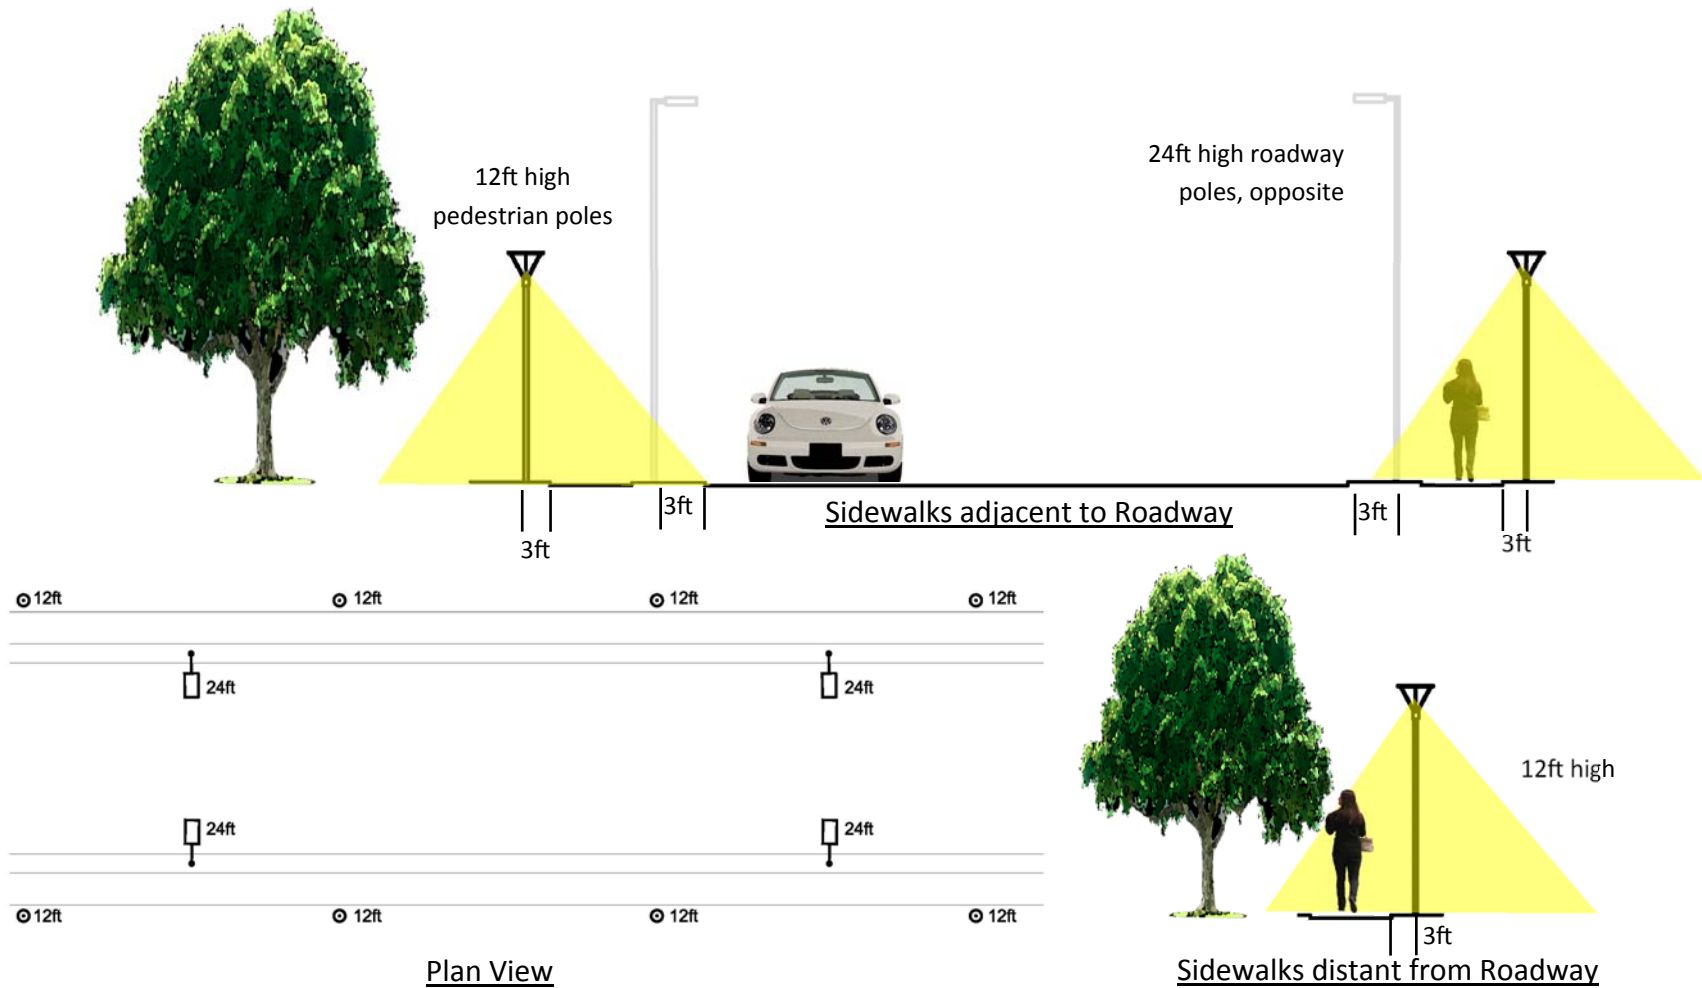 12ft high
pedestrian poles
24ft high roadway
poles, opposite
3ft
3ft
Sidewalks adjacent to Roadway
3ft
3ft
12ft
12ft
12ft
12ft
24ft
24ft
24ft
24ft
12ft
12ft
12ft
12ft
Plan View
12ft high
3ft
Sidewalks distant from Roadway